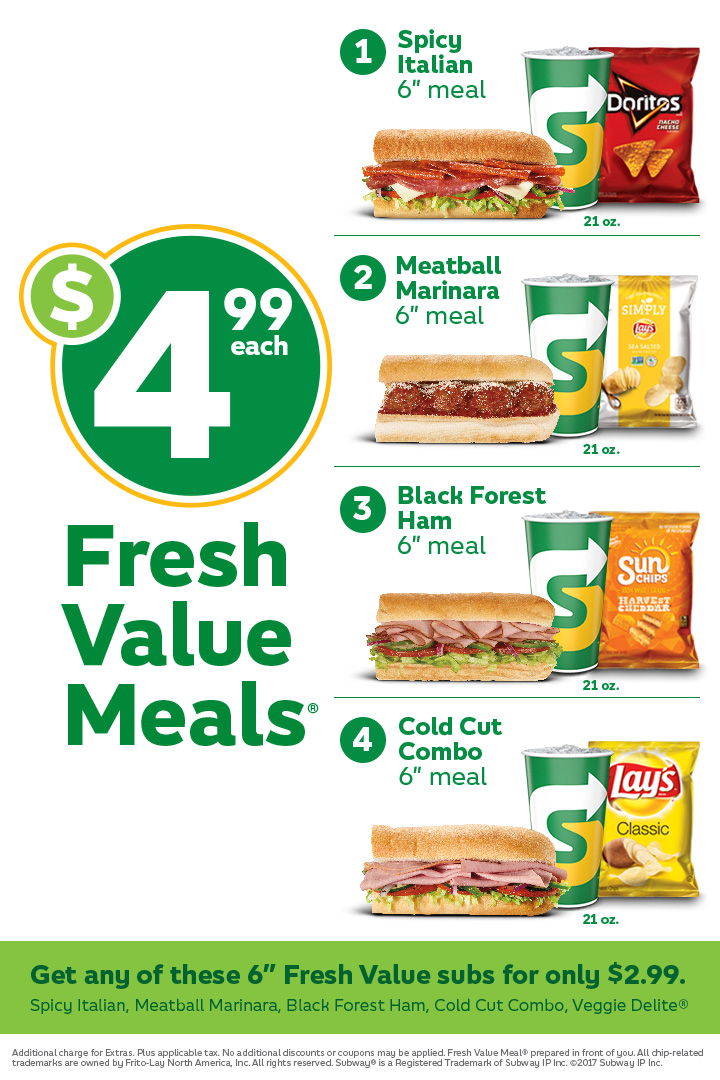 $4 99
each
Fresh
Value
Meals®
1 Spicy
Italian
6" meal
Doritos
NACHO
CHEESE
21 oz.
2 Meatball
Marinara
6" meal
SIMPLY
Lay's
SEA SALTED
21 oz.
3 Black Forest
Ham
6" meal
Sun
CHIPS
HARVEST
CHEDDAR
21 oz.
4 Cold Cut
Combo
6" meal
Lay's
Classic
21 oz.
Get any of these 6" Fresh Value subs for only $2.99.
Spicy Italian, Meatball Marinara, Black Forest Ham, Cold Cut Combo, Veggie Delite®
Additional charge for Extras. Plus applicable tax. No additional discounts or coupons may be applied. Fresh Value Meal® prepared in front of you. All chip-related
trademarks are owned by Frito-Lay North America, Inc. All rights reserved. Subway® is a Registered Trademark of Subway IP Inc. ©2017 Subway IP Inc.